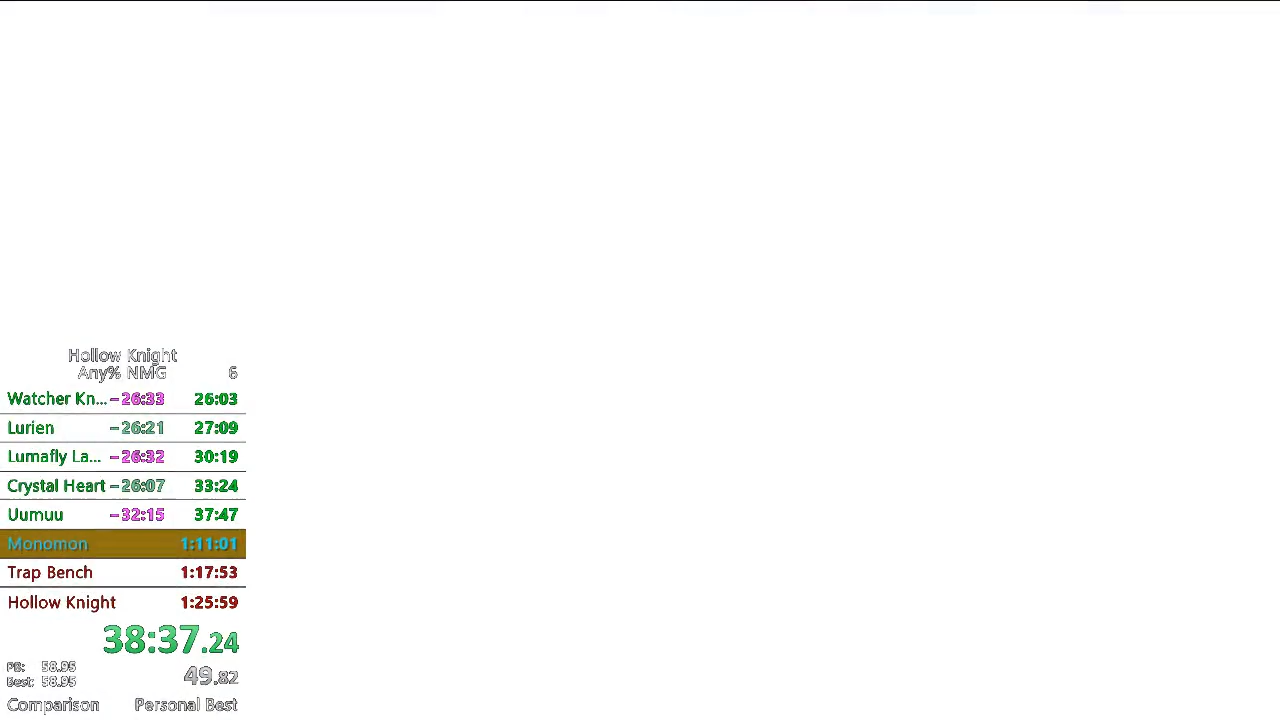 Hollow Knight
Any% NMG 6
Watcher Kn... −26:33 26:03
Lurien −26:21 27:09
Lumafly La... −26:32 30:19
Crystal Heart −26:07 33:24
Uumuu −32:15 37:47
Monomon 1:11:01
Trap Bench 1:17:53
Hollow Knight 1:25:59
38:37.24
PB: 58.95 49.82
Best: 58.95
Comparison Personal Best